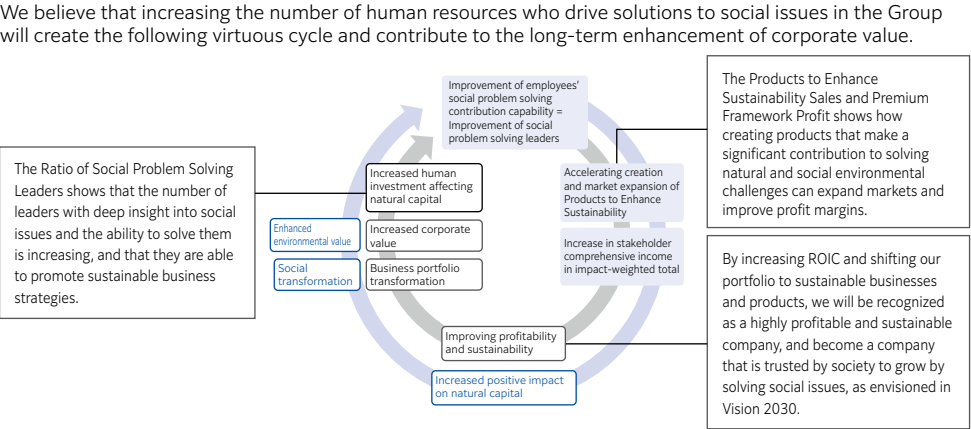 We believe that increasing the number of human resources who drive solutions to social issues in the Group
will create the following virtuous cycle and contribute to the long-term enhancement of corporate value.
The Ratio of Social Problem Solving
Leaders shows that the number of
leaders with deep insight into social
issues and the ability to solve them
is increasing, and that they are able
to promote sustainable business
strategies.
Improvement of employees'
social problem solving
contribution capability =
Improvement of social
problem solving leaders
Accelerating creation
and market expansion of
Products to Enhance
Sustainability
Increase in stakeholder
comprehensive income
in impact-weighted total
Improving profitability
and sustainability
Increased positive impact
on natural capital
Business portfolio
transformation
Social
transformation
Increased corporate
value
Enhanced
environmental value
Increased human
investment affecting
natural capital
The Products to Enhance
Sustainability Sales and Premium
Framework Profit shows how
creating products that make a
significant contribution to solving
natural and social environmental
challenges can expand markets and
improve profit margins.
By increasing ROIC and shifting our
portfolio to sustainable businesses
and products, we will be recognized
as a highly profitable and sustainable
company, and become a company
that is trusted by society to grow by
solving social issues, as envisioned in
Vision 2030.